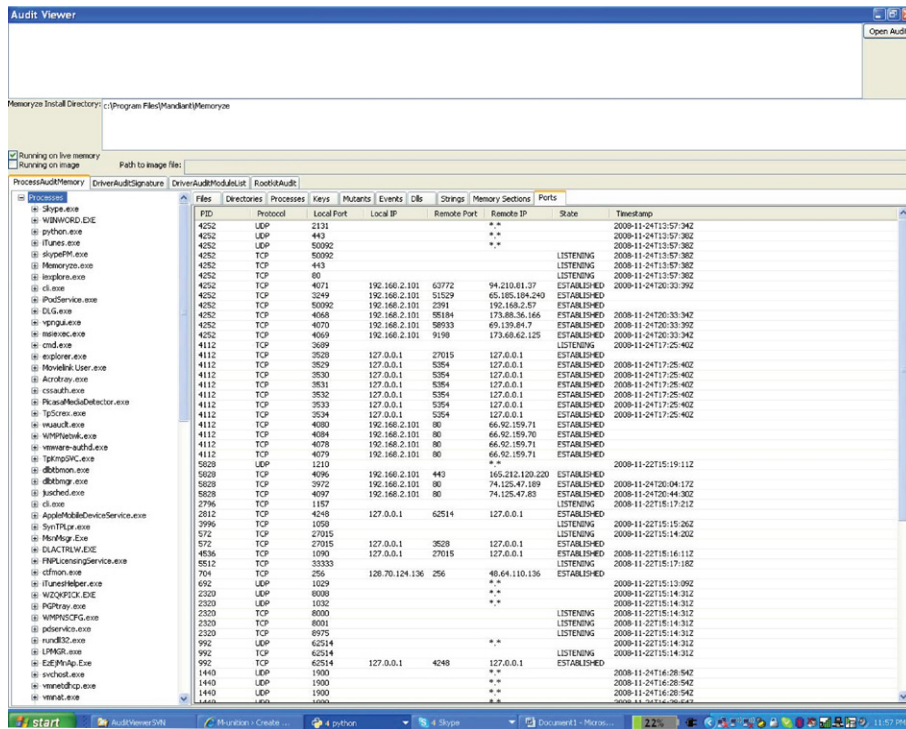 Audit Viewer
Open Audit
Memoryze Install Directory: c:\Program Files\Mandiant\Memoryze
Running on live memory
Running on image Path to image file:
ProcessAuditMemory DriverAuditSignature DriverAuditModuleList RootkitAudit
Processes
Skype.exe
WINWORD.EXE
python.exe
iTunes.exe
skypePM.exe
Memoryze.exe
iexplore.exe
cli.exe
iPodService.exe
DLG.exe
vpngui.exe
msiexec.exe
cmd.exe
explorer.exe
Movielink User.exe
Acrotray.exe
cssauth.exe
PicasaMediaDetector.exe
TpScrex.exe
wuauclt.exe
WMPNetwk.exe
vmware-authd.exe
TpKmpSVC.exe
dbtbmon.exe
dbtbmgr.exe
jusched.exe
cli.exe
AppleMobileDeviceService.exe
SynTPLpr.exe
MsnMsgr.Exe
DLACTRLW.EXE
FNPLicensingService.exe
ctfmon.exe
iTunesHelper.exe
WZQKPICK.EXE
PGPtray.exe
WMPNSCFG.exe
pdservice.exe
rundll32.exe
LPMGR.exe
EzEjMnAp.Exe
svchost.exe
vmnetdhcp.exe
vmnat.exe
Files Directories Processes Keys Mutants Events Dlls Strings Memory Sections Ports
PID Protocol Local Port Local IP Remote Port Remote IP State Timestamp
4252 UDP 2131 *.* 2008-11-24T13:57:34Z
4252 UDP 443 *.* 2008-11-24T13:57:38Z
4252 UDP 50092 *.* 2008-11-24T13:57:38Z
4252 TCP 50092 LISTENING 2008-11-24T13:57:38Z
4252 TCP 443 LISTENING 2008-11-24T13:57:38Z
4252 TCP 80 LISTENING 2008-11-24T13:57:38Z
4252 TCP 4071 192.168.2.101 63772 94.210.81.37 ESTABLISHED 2008-11-24T20:33:39Z
4252 TCP 3249 192.168.2.101 51529 65.185.184.240 ESTABLISHED
4252 TCP 50092 192.168.2.101 2391 192.168.2.57 ESTABLISHED
4252 TCP 4068 192.168.2.101 55184 173.88.36.166 ESTABLISHED 2008-11-24T20:33:34Z
4252 TCP 4070 192.168.2.101 58933 69.139.84.7 ESTABLISHED 2008-11-24T20:33:39Z
4252 TCP 4069 192.168.2.101 9198 173.68.62.125 ESTABLISHED 2008-11-24T20:33:34Z
4112 TCP 3689 LISTENING 2008-11-24T17:25:40Z
4112 TCP 3528 127.0.0.1 27015 127.0.0.1 ESTABLISHED
4112 TCP 3529 127.0.0.1 5354 127.0.0.1 ESTABLISHED 2008-11-24T17:25:40Z
4112 TCP 3530 127.0.0.1 5354 127.0.0.1 ESTABLISHED 2008-11-24T17:25:40Z
4112 TCP 3531 127.0.0.1 5354 127.0.0.1 ESTABLISHED 2008-11-24T17:25:40Z
4112 TCP 3532 127.0.0.1 5354 127.0.0.1 ESTABLISHED 2008-11-24T17:25:40Z
4112 TCP 3533 127.0.0.1 5354 127.0.0.1 ESTABLISHED 2008-11-24T17:25:40Z
4112 TCP 3534 127.0.0.1 5354 127.0.0.1 ESTABLISHED 2008-11-24T17:25:40Z
4112 TCP 4080 192.168.2.101 80 66.92.159.71 ESTABLISHED
4112 TCP 4084 192.168.2.101 80 66.92.159.70 ESTABLISHED
4112 TCP 4078 192.168.2.101 80 66.92.159.71 ESTABLISHED
4112 TCP 4079 192.168.2.101 80 66.92.159.71 ESTABLISHED
5828 UDP 1210 *.* 2008-11-22T15:19:11Z
5828 TCP 4096 192.168.2.101 443 165.212.120.220 ESTABLISHED
5828 TCP 3972 192.168.2.101 80 74.125.47.189 ESTABLISHED 2008-11-24T20:04:17Z
5828 TCP 4097 192.168.2.101 80 74.125.47.83 ESTABLISHED 2008-11-24T20:44:30Z
2796 TCP 1157 LISTENING 2008-11-22T15:17:21Z
2812 TCP 4248 127.0.0.1 62514 127.0.0.1 ESTABLISHED
3996 TCP 1058 LISTENING 2008-11-22T15:15:26Z
572 TCP 27015 LISTENING 2008-11-22T15:14:20Z
572 TCP 27015 127.0.0.1 3528 127.0.0.1 ESTABLISHED
4536 TCP 1090 127.0.0.1 27015 127.0.0.1 ESTABLISHED 2008-11-22T15:16:11Z
5512 TCP 33333 LISTENING 2008-11-22T15:17:18Z
704 TCP 256 128.70.124.136 256 48.64.110.136 ESTABLISHED
692 UDP 1029 *.* 2008-11-22T15:13:09Z
2320 UDP 8008 *.* 2008-11-22T15:14:31Z
2320 UDP 1032 *.* 2008-11-22T15:14:31Z
2320 TCP 8000 LISTENING 2008-11-22T15:14:31Z
2320 TCP 8001 LISTENING 2008-11-22T15:14:31Z
2320 TCP 8975 LISTENING 2008-11-22T15:14:31Z
992 UDP 62514 *.* 2008-11-22T15:14:31Z
992 TCP 62514 LISTENING 2008-11-22T15:14:31Z
992 TCP 62514 127.0.0.1 4248 127.0.0.1 ESTABLISHED
1440 UDP 1900 *.* 2008-11-24T16:28:54Z
1440 UDP 1900 *.* 2008-11-24T16:28:54Z
1440 UDP 1900 *.* 2008-11-24T16:28:54Z
start AuditViewerSVN M-unition › Create ... 4 python 4 Skype Document1 - Micros... 22% 11:57 PM